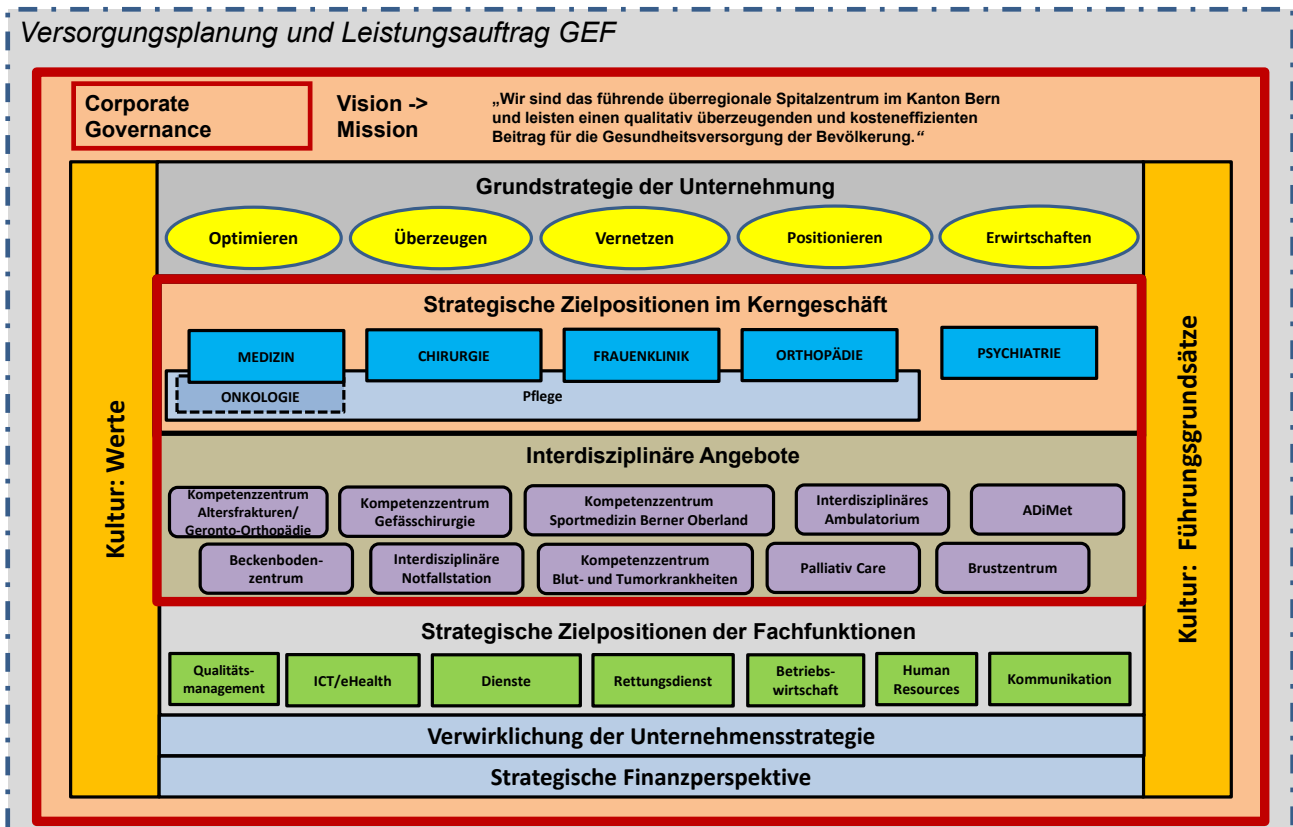 Versorgungsplanung und Leistungsauftrag GEF
Corporate
Governance
Vision ->
Mission
„Wir sind das führende überregionale Spitalzentrum im Kanton Bern
und leisten einen qualitativ überzeugenden und kosteneffizienten
Beitrag für die Gesundheitsversorgung der Bevölkerung.“
Kultur: Werte
Grundstrategie der Unternehmung
Optimieren
Überzeugen
Vernetzen
Positionieren
Erwirtschaften
Strategische Zielpositionen im Kerngeschäft
MEDIZIN
CHIRURGIE
FRAUENKLINIK
ORTHOPÄDIE
PSYCHIATRIE
ONKOLOGIE
Pflege
Interdisziplinäre Angebote
Kompetenzzentrum
Altersfrakturen/
Geronto-Orthopädie
Kompetenzzentrum
Gefässchirurgie
Kompetenzzentrum
Sportmedizin Berner Oberland
Interdisziplinäres
Ambulatorium
ADiMet
Beckenboden-
zentrum
Interdisziplinäre
Notfallstation
Kompetenzzentrum
Blut- und Tumorkrankheiten
Palliativ Care
Brustzentrum
Strategische Zielpositionen der Fachfunktionen
Qualitäts-
management
ICT/eHealth
Dienste
Rettungsdienst
Betriebs-
wirtschaft
Human
Resources
Kommunikation
Verwirklichung der Unternehmensstrategie
Strategische Finanzperspektive
Kultur: Führungsgrundsätze